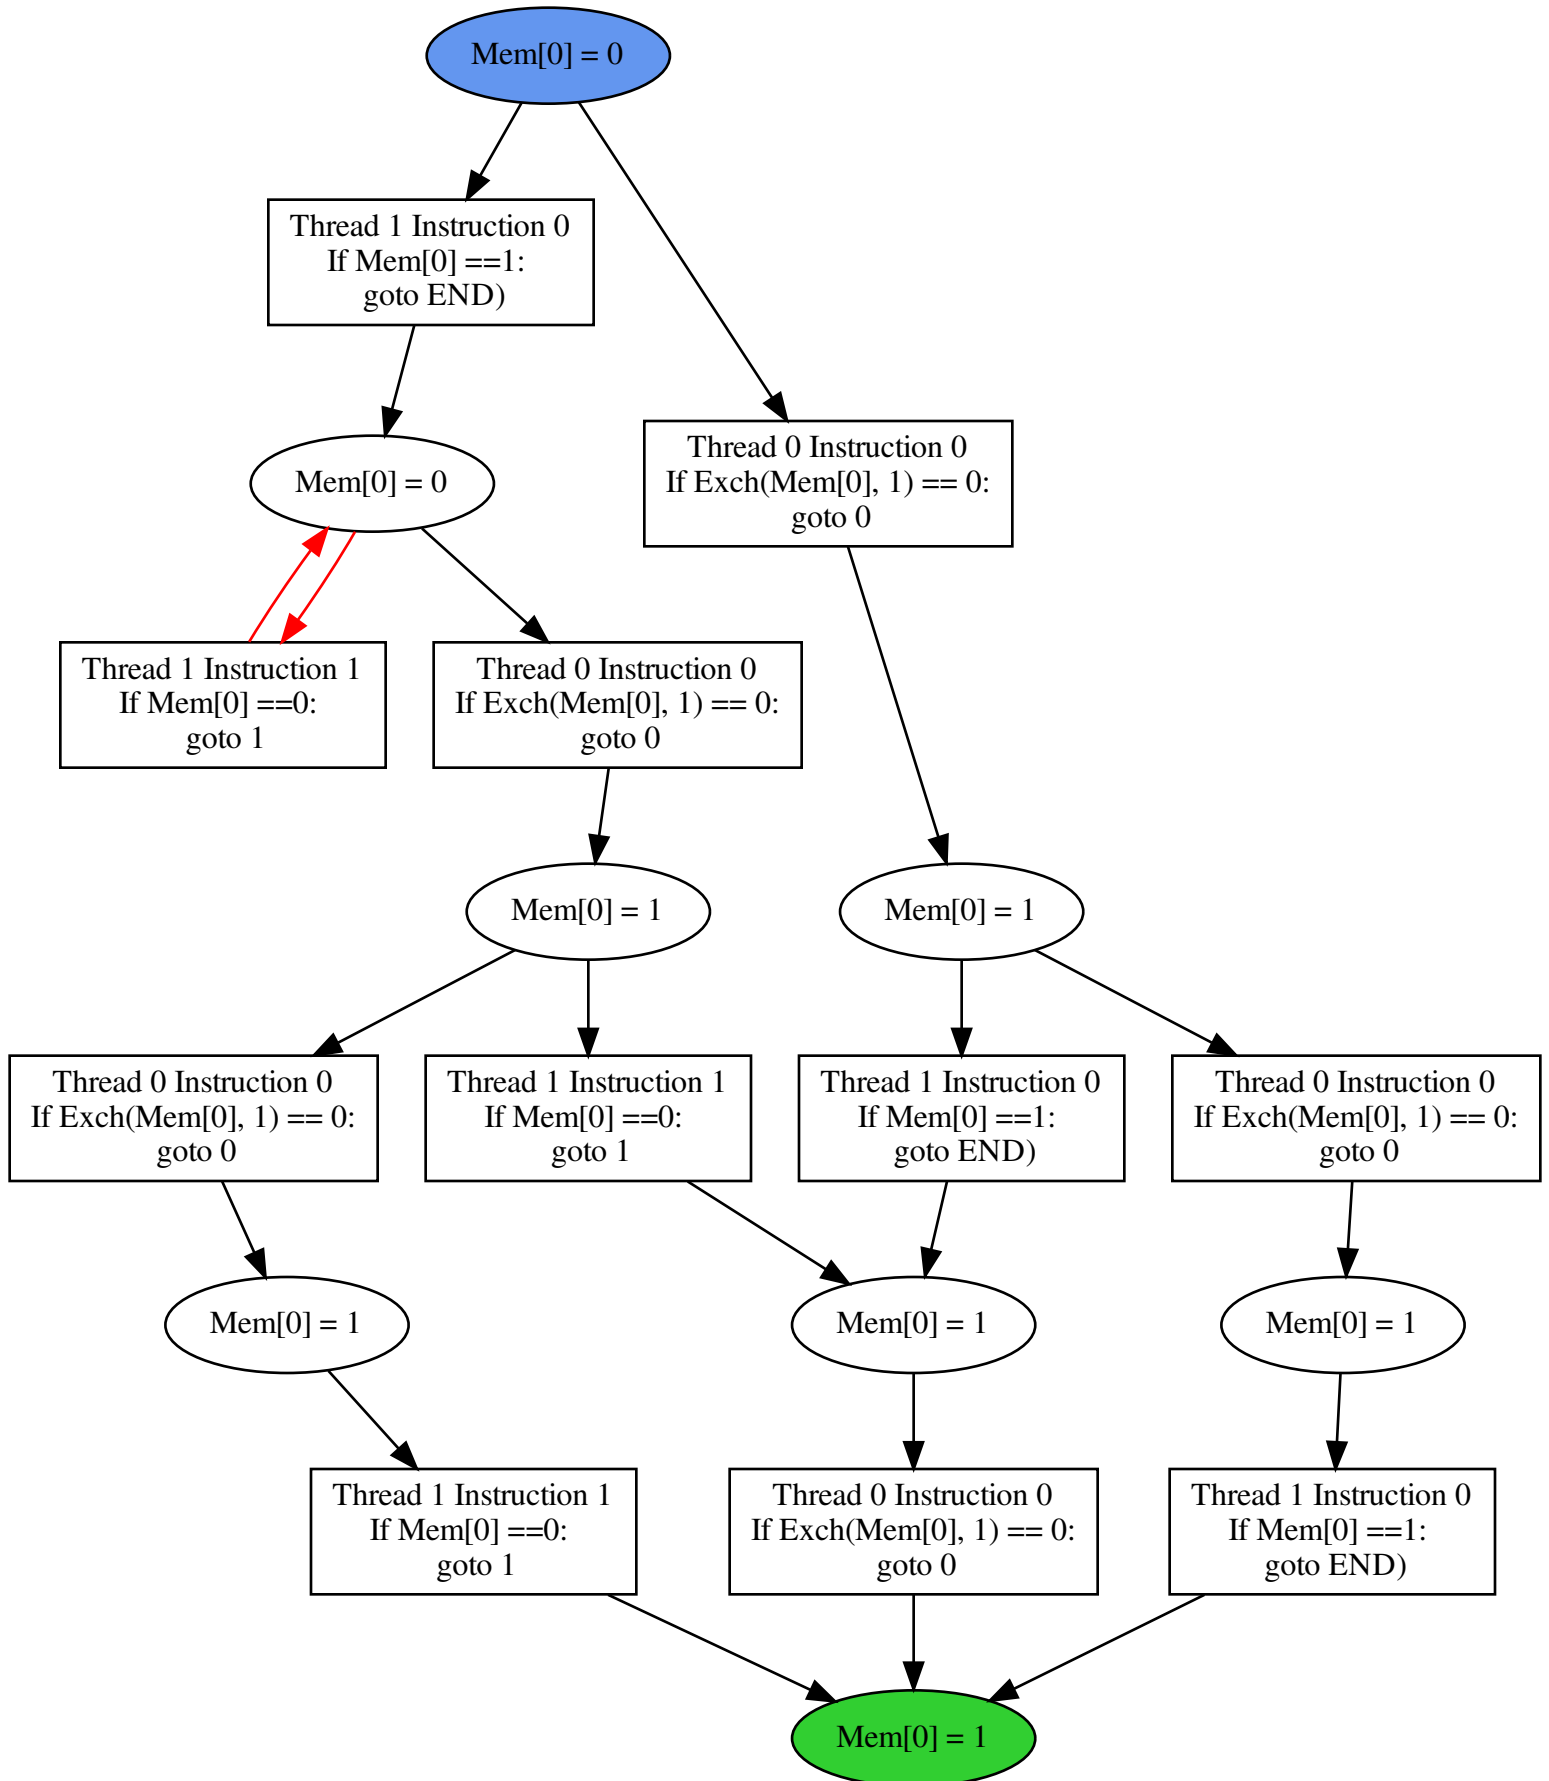 Mem[0] = 0
Thread 1 Instruction 0
If Mem[0] ==1:
goto END)
Mem[0] = 0
Thread 0 Instruction 0
If Exch(Mem[0], 1) == 0:
goto 0
Thread 1 Instruction 1
If Mem[0] ==0:
goto 1
Thread 0 Instruction 0
If Exch(Mem[0], 1) == 0:
goto 0
Mem[0] = 1
Mem[0] = 1
Thread 0 Instruction 0
If Exch(Mem[0], 1) == 0:
goto 0
Thread 1 Instruction 1
If Mem[0] ==0:
goto 1
Thread 1 Instruction 0
If Mem[0] ==1:
goto END)
Thread 0 Instruction 0
If Exch(Mem[0], 1) == 0:
goto 0
Mem[0] = 1
Mem[0] = 1
Mem[0] = 1
Thread 1 Instruction 1
If Mem[0] ==0:
goto 1
Thread 0 Instruction 0
If Exch(Mem[0], 1) == 0:
goto 0
Thread 1 Instruction 0
If Mem[0] ==1:
goto END)
Mem[0] = 1